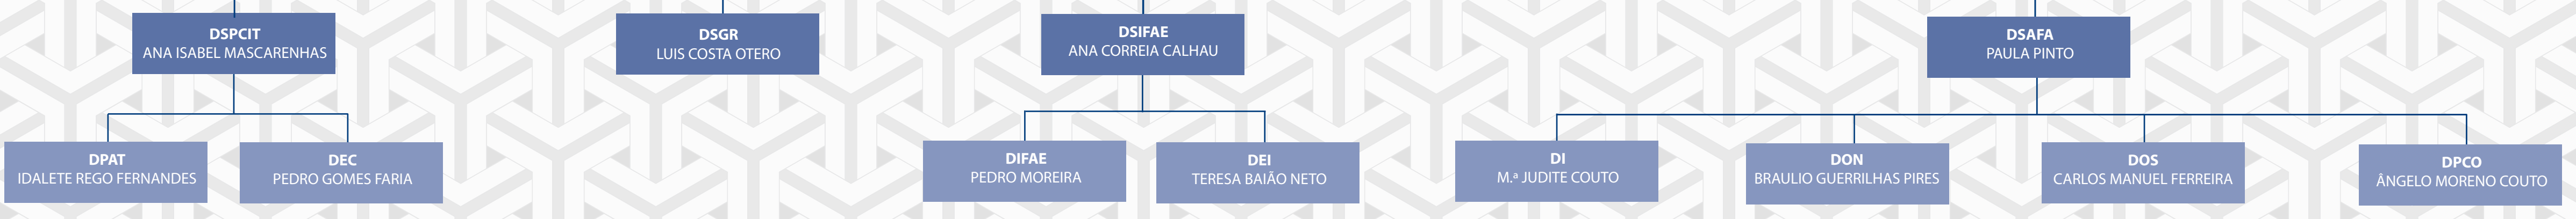 DSPCIT
ANA ISABEL MASCARENHAS
DSGR
LUIS COSTA OTERO
DSIFAE
ANA CORREIA CALHAU
DSAFA
PAULA PINTO
DPAT
IDALETE REGO FERNANDES
DEC
PEDRO GOMES FARIA
DIFAE
PEDRO MOREIRA
DEI
TERESA BAIÃO NETO
DI
M.ª JUDITE COUTO
DON
BRAULIO GUERRILHAS PIRES
DOS
CARLOS MANUEL FERREIRA
DPCO
ÂNGELO MORENO COUTO